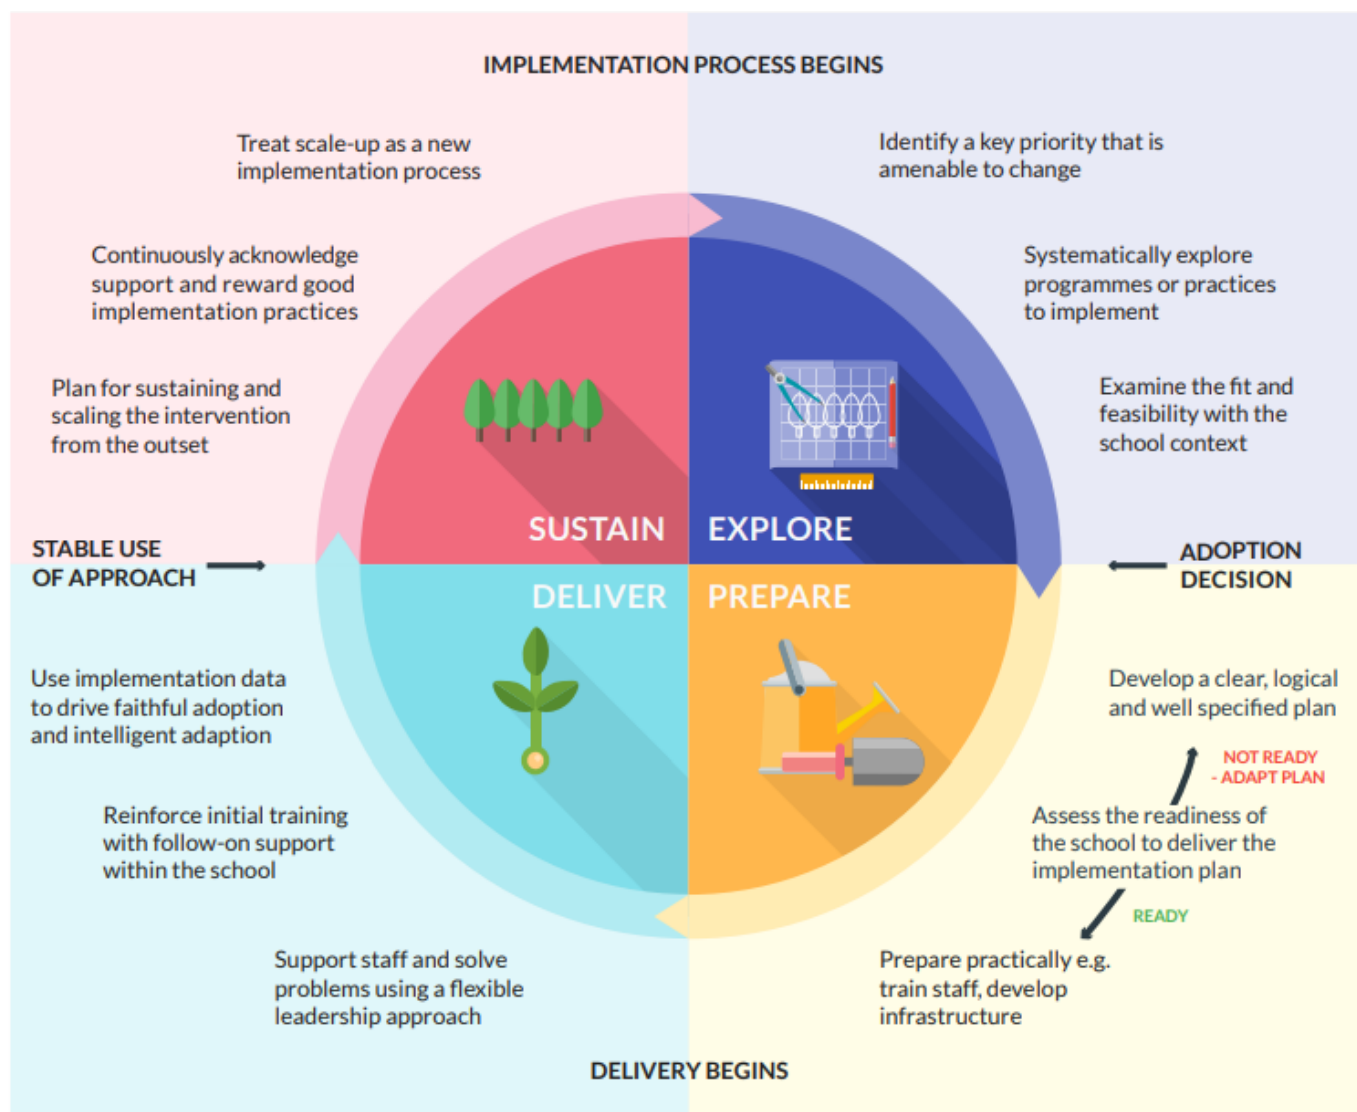 IMPLEMENTATION PROCESS BEGINS
Identify a key priority that is
amenable to change
Systematically explore
programmes or practices
to implement
Examine the fit and
feasibility with the
school context
EXPLORE
ADOPTION
DECISION
PREPARE
Develop a clear, logical
and well specified plan
NOT READY
- ADAPT PLAN
Assess the readiness of
the school to deliver the
implementation plan
READY
Prepare practically e.g.
train staff, develop
infrastructure
DELIVERY BEGINS
DELIVER
Support staff and solve
problems using a flexible
leadership approach
Reinforce initial training
with follow-on support
within the school
Use implementation data
to drive faithful adoption
and intelligent adaption
STABLE USE
OF APPROACH
SUSTAIN
Plan for sustaining and
scaling the intervention
from the outset
Continuously acknowledge
support and reward good
implementation practices
Treat scale-up as a new
implementation process